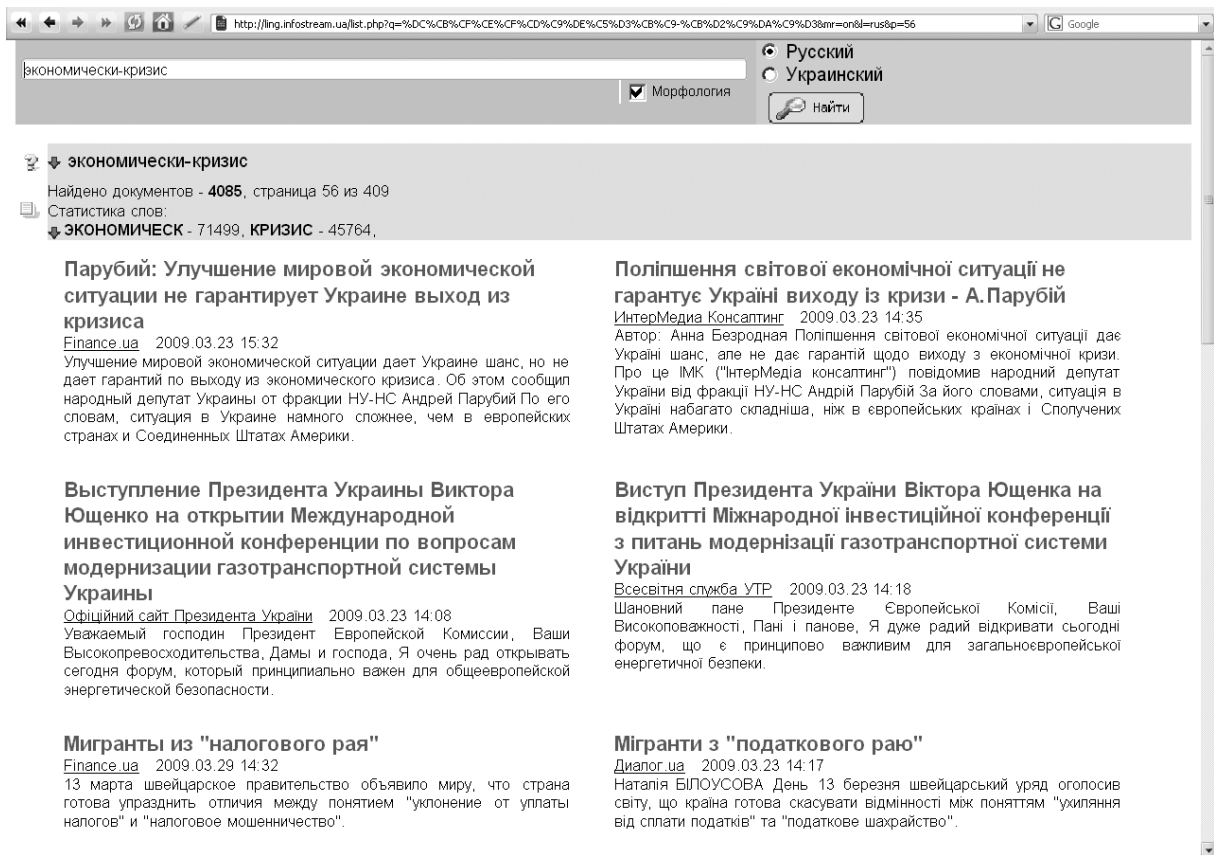 http://ling.infostream.ua/list.php?q=%DC%CB%CF%CE%CF%CD%C9%DE%C5%D3%CB%C9-%CB%D2%C9%DA%C9%D3&mr=on&l=rus&p=56
Google
экономически-кризис
Русский
Украинский
Морфология
Найти
экономически-кризис
Найдено документов - 4085, страница 56 из 409
Статистика слов:
ЭКОНОМИЧЕСК - 71499, КРИЗИС - 45764,
Парубий: Улучшение мировой экономической
ситуации не гарантирует Украине выход из
кризиса
Finance.ua 2009.03.23 15:32
Улучшение мировой экономической ситуации дает Украине шанс, но не
дает гарантий по выходу из экономического кризиса. Об этом сообщил
народный депутат Украины от фракции НУ-НС Андрей Парубий По его
словам, ситуация в Украине намного сложнее, чем в европейских
странах и Соединенных Штатах Америки.
Поліпшення світової економічної ситуації не
гарантує Україні виходу із кризи - А.Парубій
ИнтерМедиа Консалтинг 2009.03.23 14:35
Автор: Анна Безродная Поліпшення світової економічної ситуації дає
Україні шанс, але не дає гарантій щодо виходу з економічної кризи.
Про це ІМК ("ІнтерМедіа консалтинг") повідомив народний депутат
України від фракції НУ-НС Андрій Парубій За його словами, ситуація в
Україні набагато складніша, ніж в європейських країнах і Сполучених
Штатах Америки.
Выступление Президента Украины Виктора
Ющенко на открытии Международной
инвестиционной конференции по вопросам
модернизации газотранспортной системы
Украины
Офіційний сайт Президента України 2009.03.23 14:08
Уважаемый господин Президент Европейской Комиссии, Ваши
Высокопревосходительства, Дамы и господа, Я очень рад открывать
сегодня форум, который принципиально важен для общеевропейской
энергетической безопасности.
Виступ Президента України Віктора Ющенка на
відкритті Міжнародної інвестиційної конференції
з питань модернізації газотранспортної системи
України
Всесвітня служба УТР 2009.03.23 14:18
Шановний пане Президенте Європейської Комісії, Ваші
Високоповажності, Пані і панове, Я дуже радий відкривати сьогодні
форум, що є принципово важливим для загальноєвропейської
енергетичної безпеки.
Мигранты из "налогового рая"
Finance.ua 2009.03.29 14:32
13 марта швейцарское правительство объявило миру, что страна
готова упразднить отличия между понятием "уклонение от уплаты
налогов" и "налоговое мошенничество".
Мігранти з "податкового раю"
Диалог.ua 2009.03.23 14:17
Наталія БІЛОУСОВА День 13 березня швейцарський уряд оголосив
світу, що країна готова скасувати відмінності між поняттям "ухиляння
від сплати податків" та "податкове шахрайство".